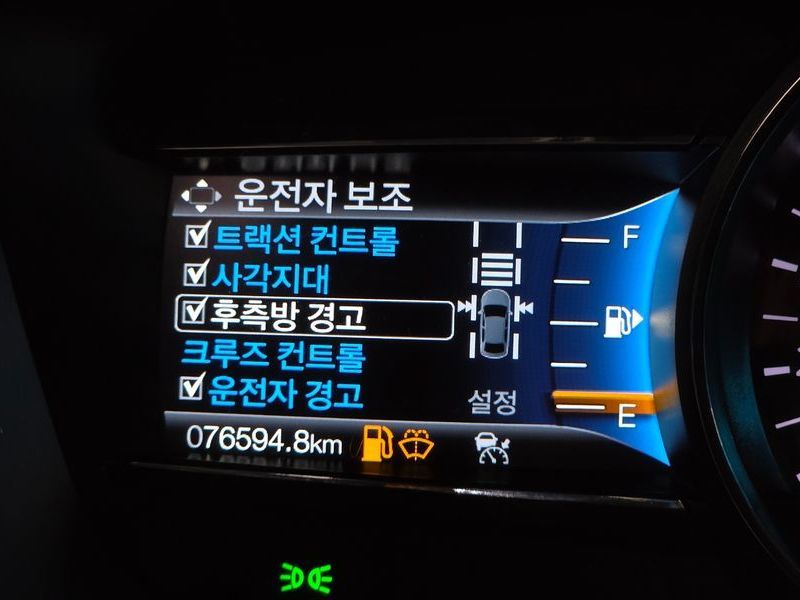 운전자 보조
트랙션 컨트롤
사각지대
후측방 경고
크루즈 컨트롤
운전자 경고
설정
F
E
076594.8km